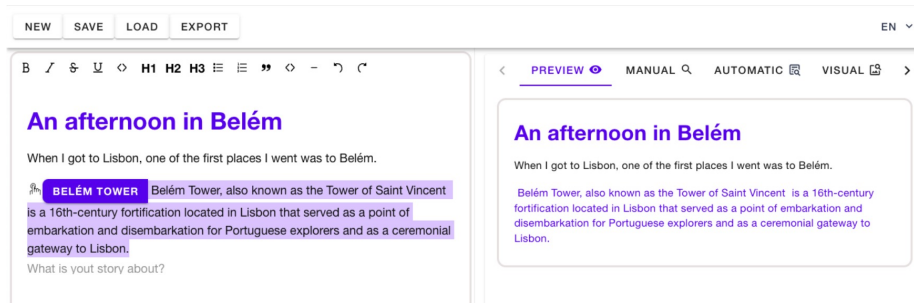 NEW SAVE LOAD EXPORT EN
B I S U <> H1 H2 H3 ❞ <> –
PREVIEW MANUAL AUTOMATIC VISUAL
An afternoon in Belém
When I got to Lisbon, one of the first places I went was to Belém.
BELÉM TOWER Belém Tower, also known as the Tower of Saint Vincent
is a 16th-century fortification located in Lisbon that served as a point of
embarkation and disembarkation for Portuguese explorers and as a ceremonial
gateway to Lisbon.
What is yout story about?
An afternoon in Belém
When I got to Lisbon, one of the first places I went was to Belém.
Belém Tower, also known as the Tower of Saint Vincent is a 16th-century
fortification located in Lisbon that served as a point of embarkation and
disembarkation for Portuguese explorers and as a ceremonial gateway to
Lisbon.